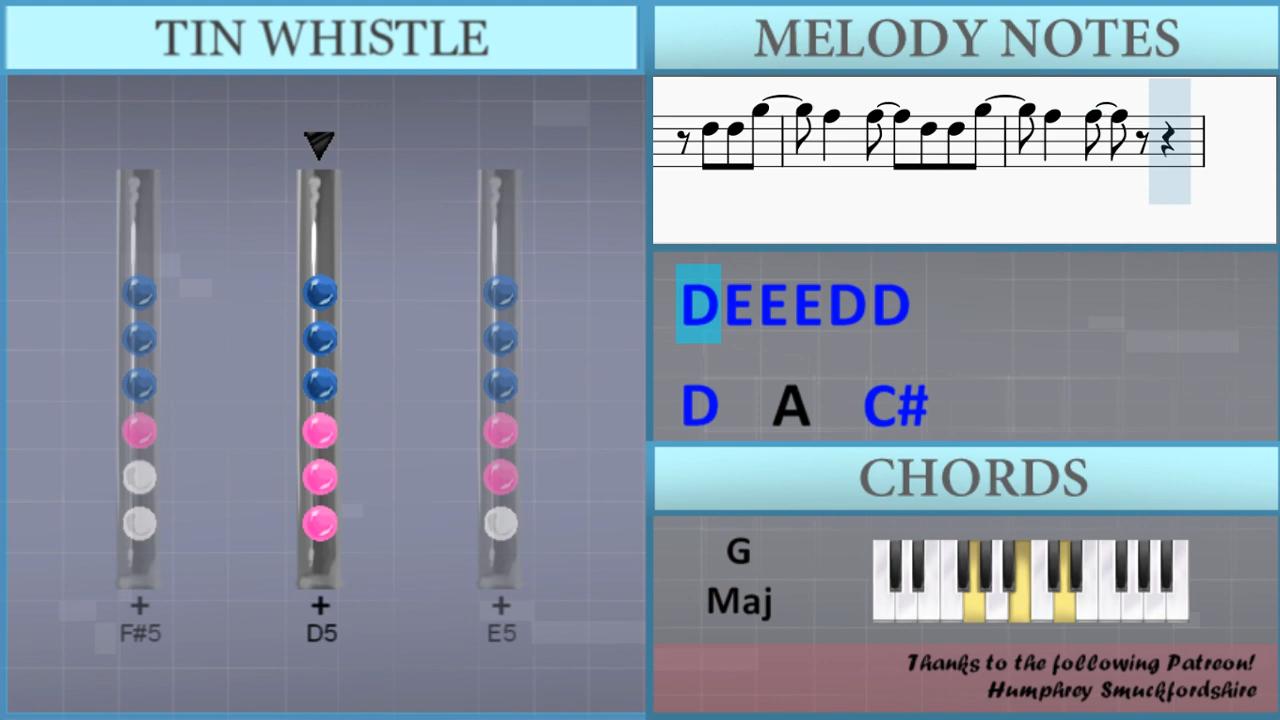 TIN WHISTLE
+ + +
F#5 D5 E5
MELODY NOTES
DEEEDD
D A C#
CHORDS
G
Maj
Thanks to the following Patreon!
Humphrey Smuckfordshire